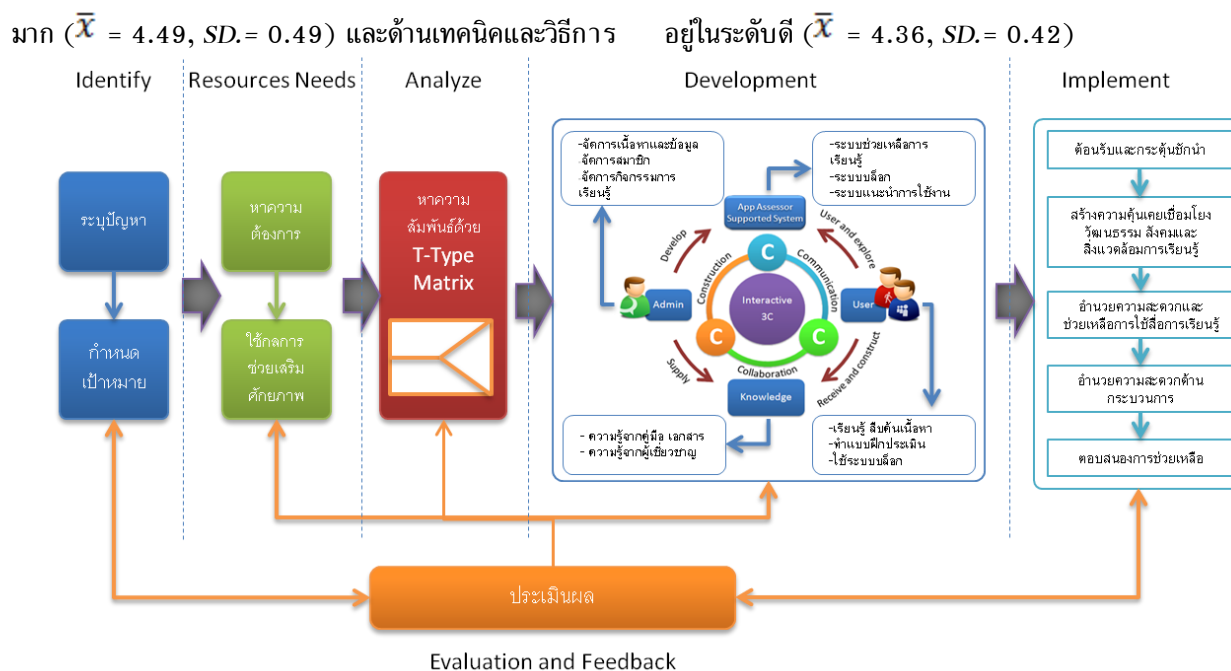 มาก (x̄ = 4.49, SD.= 0.49) และด้านเทคนิคและวิธีการ อยู่ในระดับดี (x̄ = 4.36, SD.= 0.42)
Identify
Resources Needs
Analyze
Development
Implement
ระบุปัญหา
กำหนด
เป้าหมาย
หาความ
ต้องการ
ใช้กลการ
ช่วยเสริม
ศักยภาพ
หาความ
สัมพันธ์ด้วย
T-Type
Matrix
-จัดการเนื้อหาและข้อมูล
จัดการสมาชิก
จัดการกิจกรรมการ
เรียนรู้
-ระบบช่วยเหลือการ
เรียนรู้
-ระบบบล็อก
-ระบบแนะนำการใช้งาน
App Assessor
Supported System
Develop
User and explore
Construction
Communication
C
Admin
Interactive
3C
User
C
C
Supply
Collaboration
Receive and construct
Knowledge
- ความรู้จากคู่มือ เอกสาร
- ความรู้จากผู้เชี่ยวชาญ
-เรียนรู้ สืบค้นเนื้อหา
-ทำแบบฝึกประเมิน
-ใช้ระบบบล็อก
ต้อนรับและกระตุ้นชักนำ
สร้างความคุ้นเคยเชื่อมโยง
วัฒนธรรม สังคมและ
สิ่งแวดล้อมการเรียนรู้
อำนวยความสะดวกและ
ช่วยเหลือการใช้สื่อการเรียนรู้
อำนวยความสะดวกด้าน
กระบวนการ
ตอบสนองการช่วยเหลือ
ประเมินผล
Evaluation and Feedback